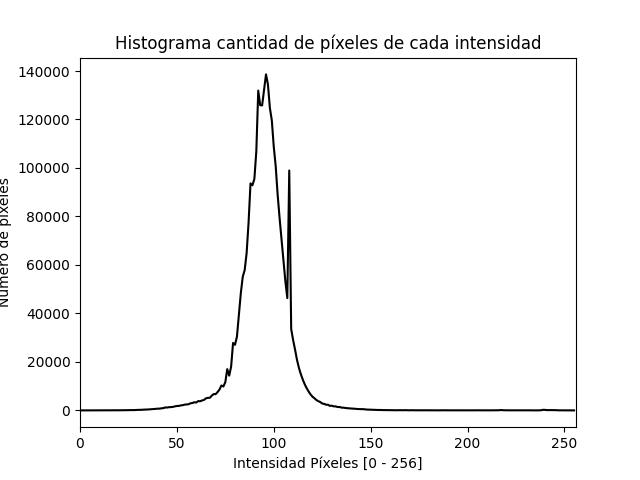 Histograma cantidad de píxeles de cada intensidad
Número de píxeles
140000
120000
100000
80000
60000
40000
20000
0
0 50 100 150 200 250
Intensidad Píxeles [0 - 256]